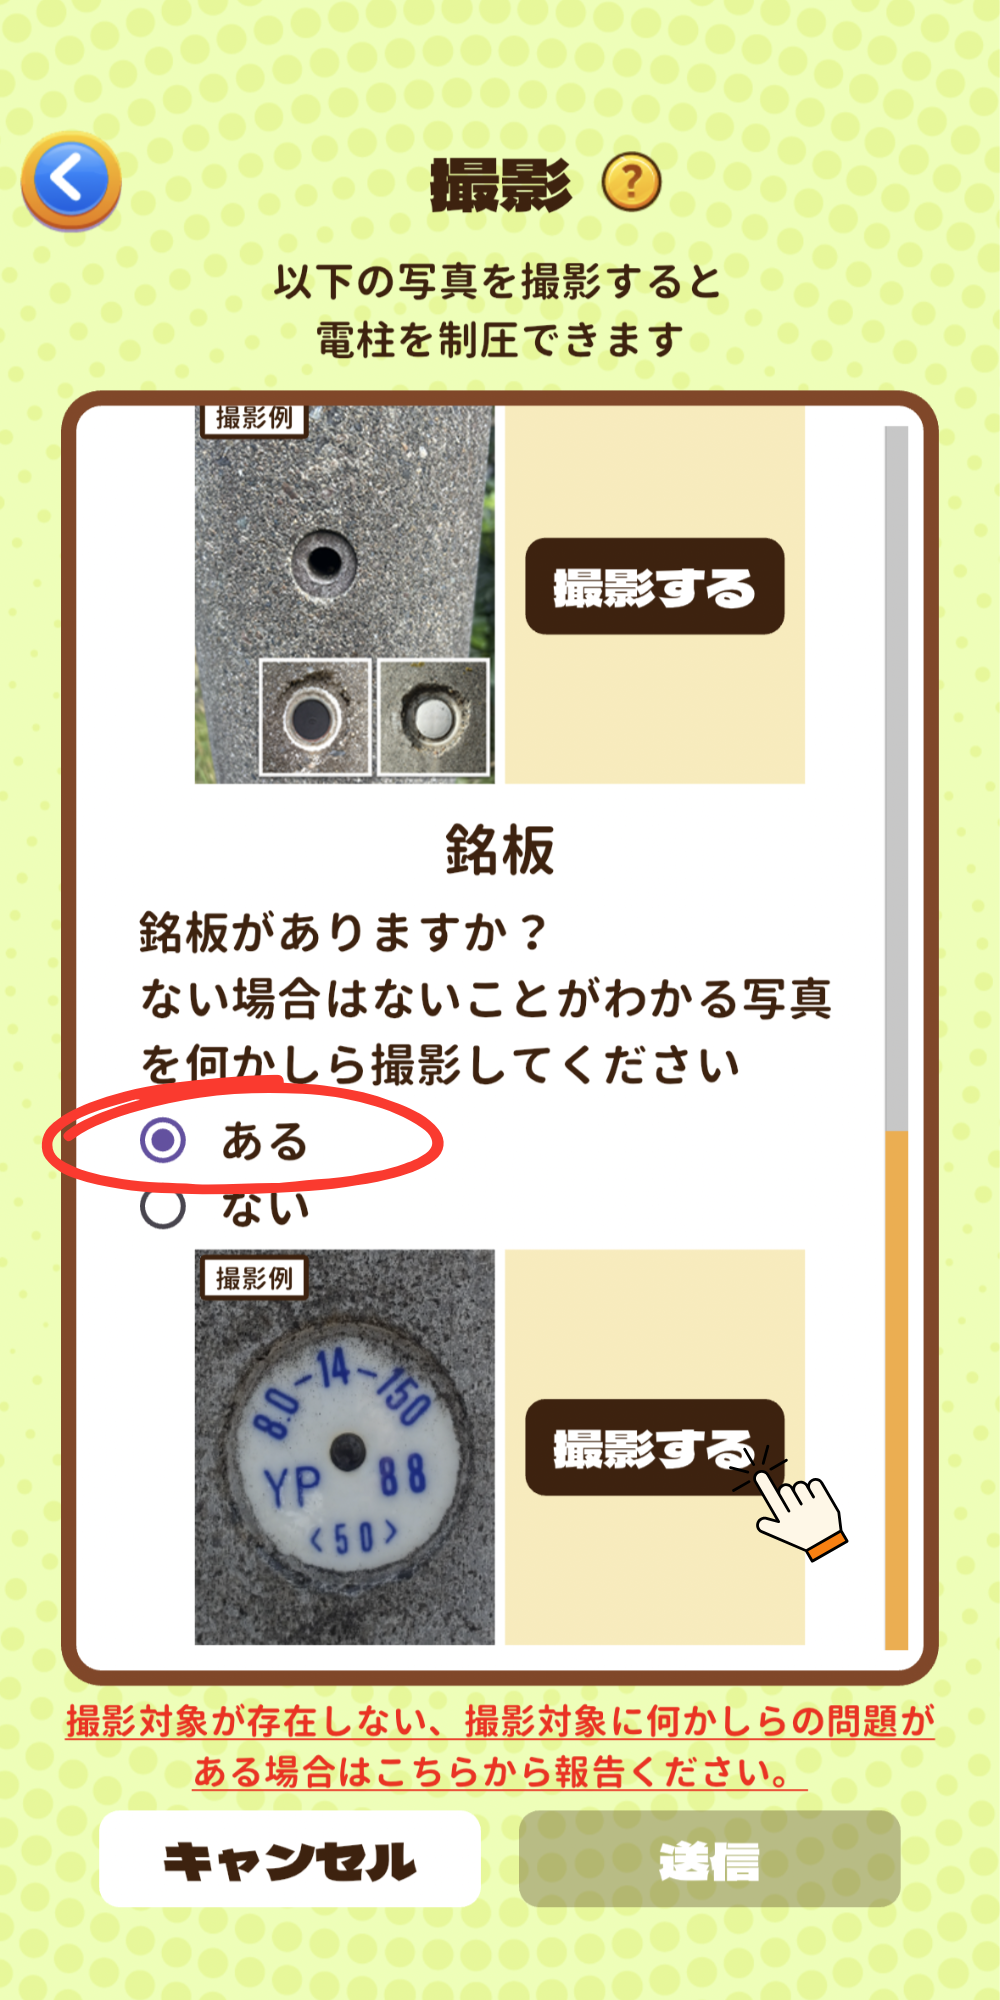 撮影
?
以下の写真を撮影すると
電柱を制圧できます
撮影例
撮影する
銘板
銘板がありますか？
ない場合はないことがわかる写真
を何かしら撮影してください
ある
ない
撮影例
8.0-14-150
YP 88
<50>
撮影する
撮影対象が存在しない、撮影対象に何かしらの問題が
ある場合はこちらから報告ください。
キャンセル
送信